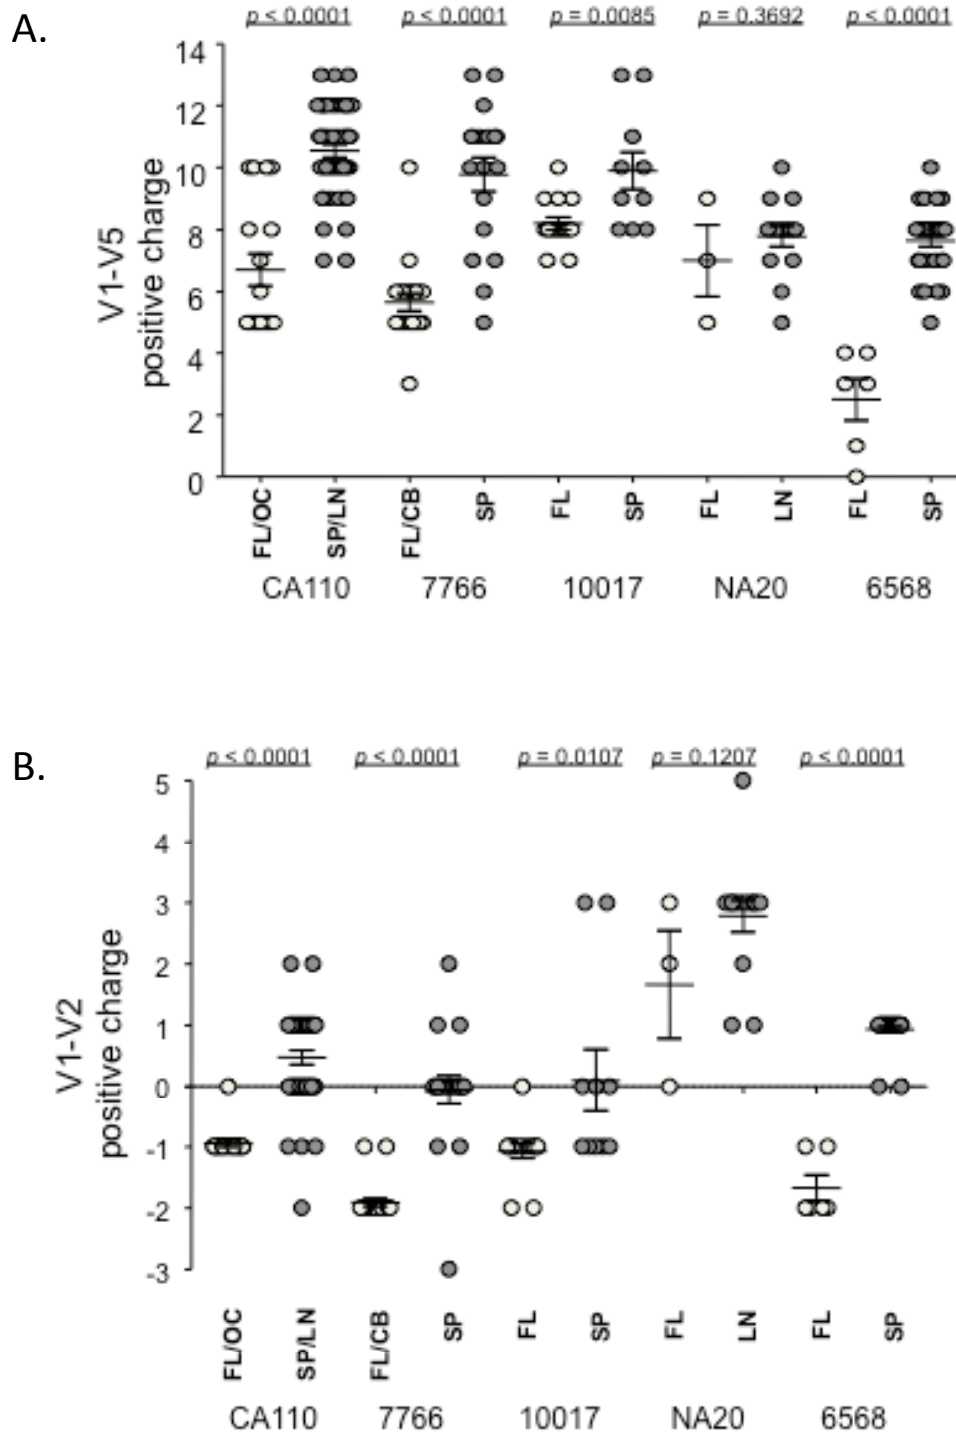 A.
p < 0.0001 p < 0.0001 p = 0.0085 p = 0.3692 p < 0.0001
V1-V5
positive charge
14
12
10
8
6
4
2
0
FL/OC SP/LN FL/CB SP FL SP FL LN FL SP
CA110 7766 10017 NA20 6568
B.
p < 0.0001 p < 0.0001 p = 0.0107 p = 0.1207 p < 0.0001
V1-V2
positive charge
5
4
3
2
1
0
-1
-2
-3
FL/OC SP/LN FL/CB SP FL SP FL LN FL SP
CA110 7766 10017 NA20 6568